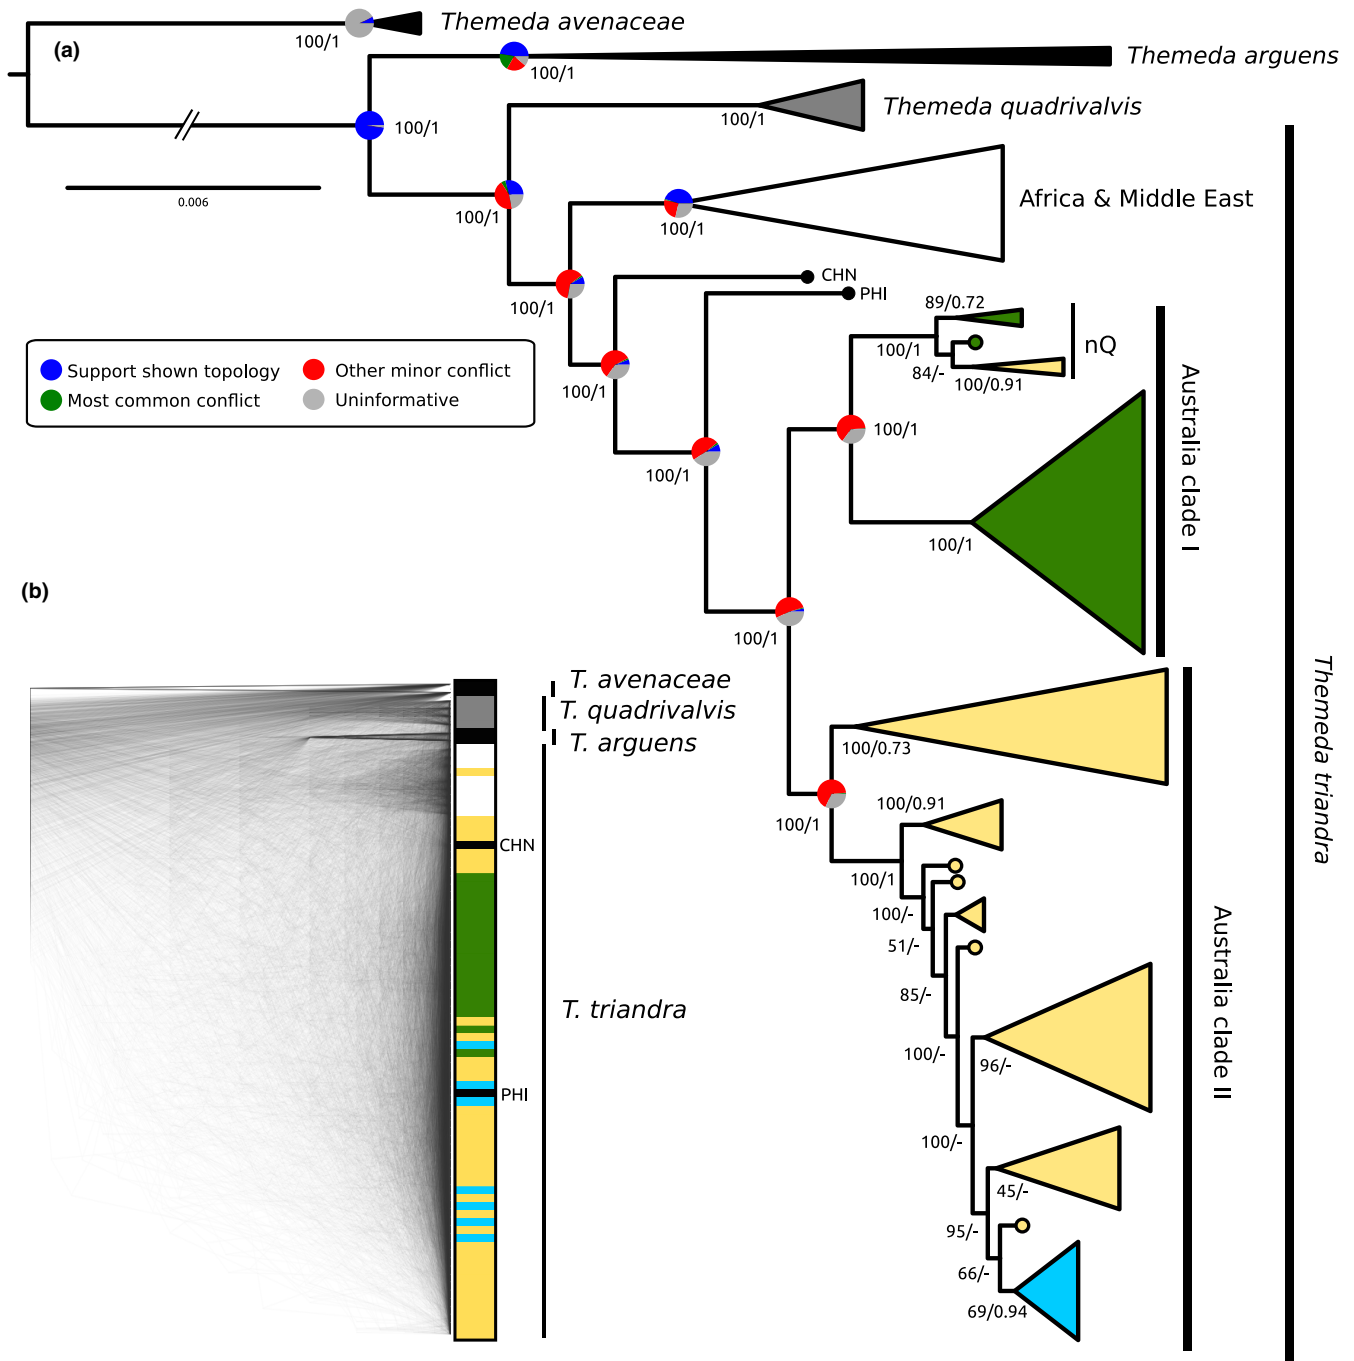 Themeda avenaceae
100/1
(a)
Themeda arguens
100/1
Themeda quadrivalvis
100/1
100/1
0.006
100/1
Africa & Middle East
100/1
100/1
CHN
PHI
89/0.72
nQ
100/1
84/-
100/0.91
Support shown topology
Other minor conflict
Most common conflict
Uninformative
100/1
100/1
100/1
100/1
Australia clade I
(b)
100/1
Themeda triandra
T. avenaceae
T. quadrivalvis
T. arguens
100/0.73
100/0.91
100/1
CHN
100/1
100/-
51/-
Australia clade II
85/-
T. triandra
100/-
96/-
PHI
100/-
45/-
95/-
66/-
69/0.94